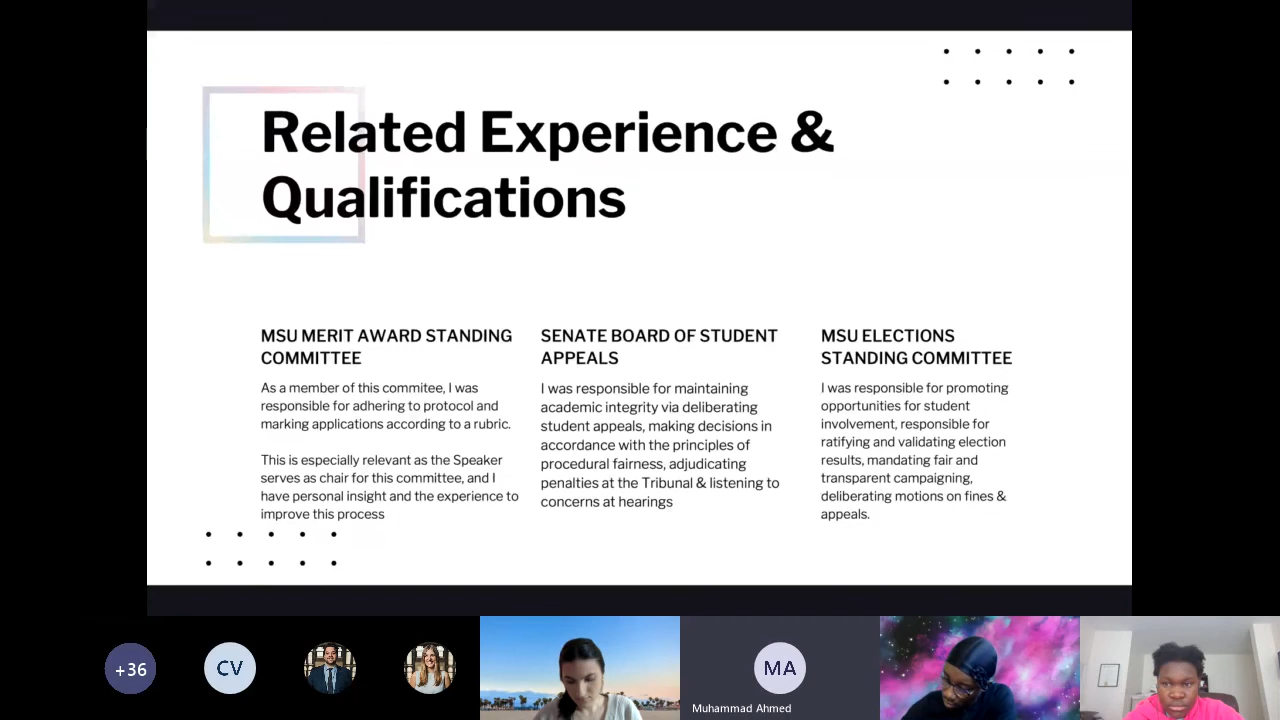 Related Experience &
Qualifications
MSU MERIT AWARD STANDING
COMMITTEE
As a member of this commitee, I was
responsible for adhering to protocol and
marking applications according to a rubric.
This is especially relevant as the Speaker
serves as chair for this committee, and I
have personal insight and the experience to
improve this process
SENATE BOARD OF STUDENT
APPEALS
I was responsible for maintaining
academic integrity via deliberating
student appeals, making decisions in
accordance with the principles of
procedural fairness, adjudicating
penalties at the Tribunal & listening to
concerns at hearings
MSU ELECTIONS
STANDING COMMITTEE
I was responsible for promoting
opportunities for student
involvement, responsible for
ratifying and validating election
results, mandating fair and
transparent campaigning,
deliberating motions on fines &
appeals.
+36
CV
MA
Muhammad Ahmed